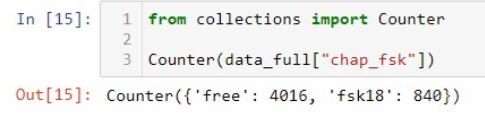 In [15]: 1 from collections import Counter
2
3 Counter(data_full["chap_fsk"])
Out[15]: Counter({'free': 4016, 'fsk18': 840})